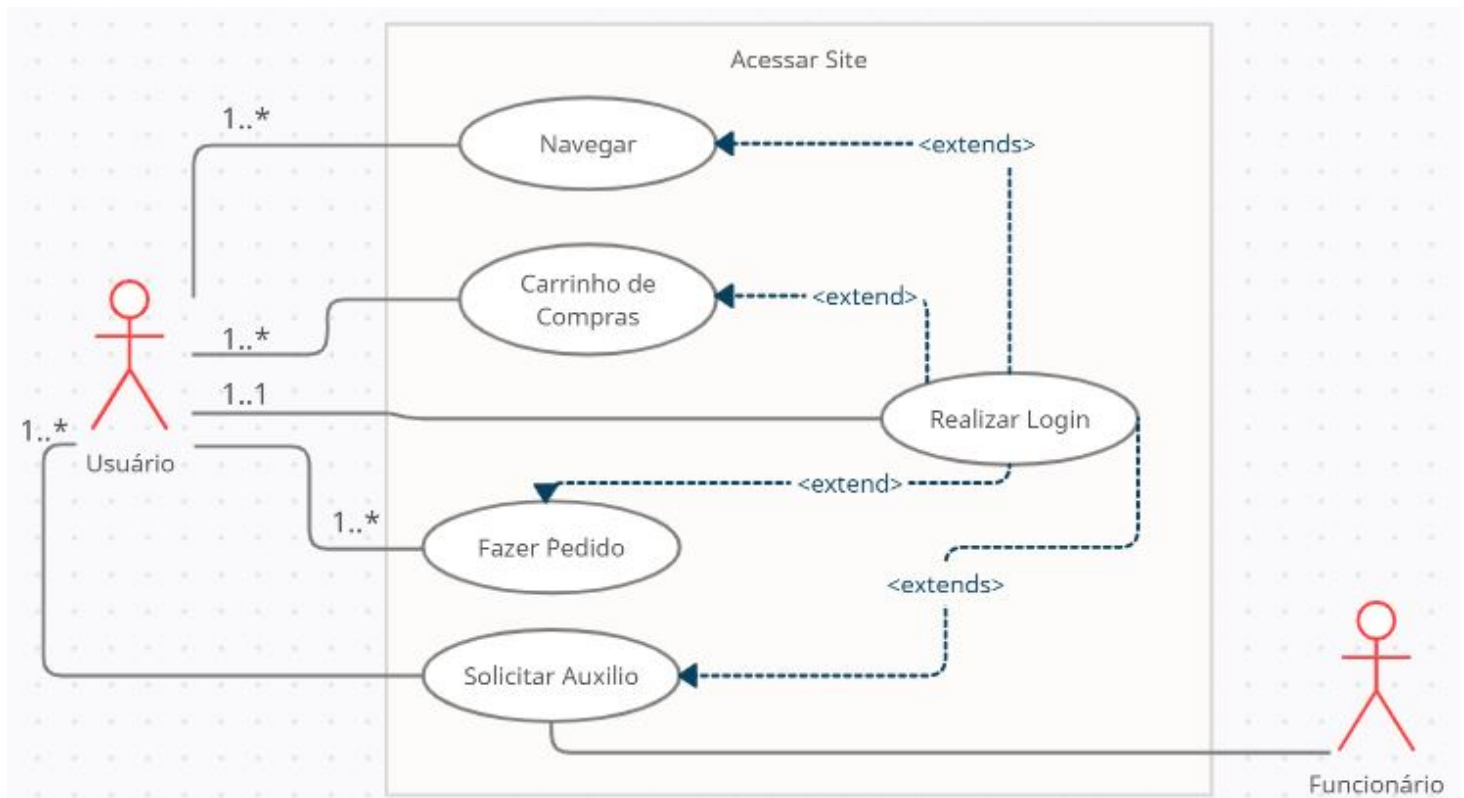 Acessar Site
1..*
Navegar
<extends>
Carrinho de
Compras
<extend>
1..*
1..1
Realizar Login
1..*
Usuário
<extend>
1..*
Fazer Pedido
<extends>
Solicitar Auxilio
Funcionário